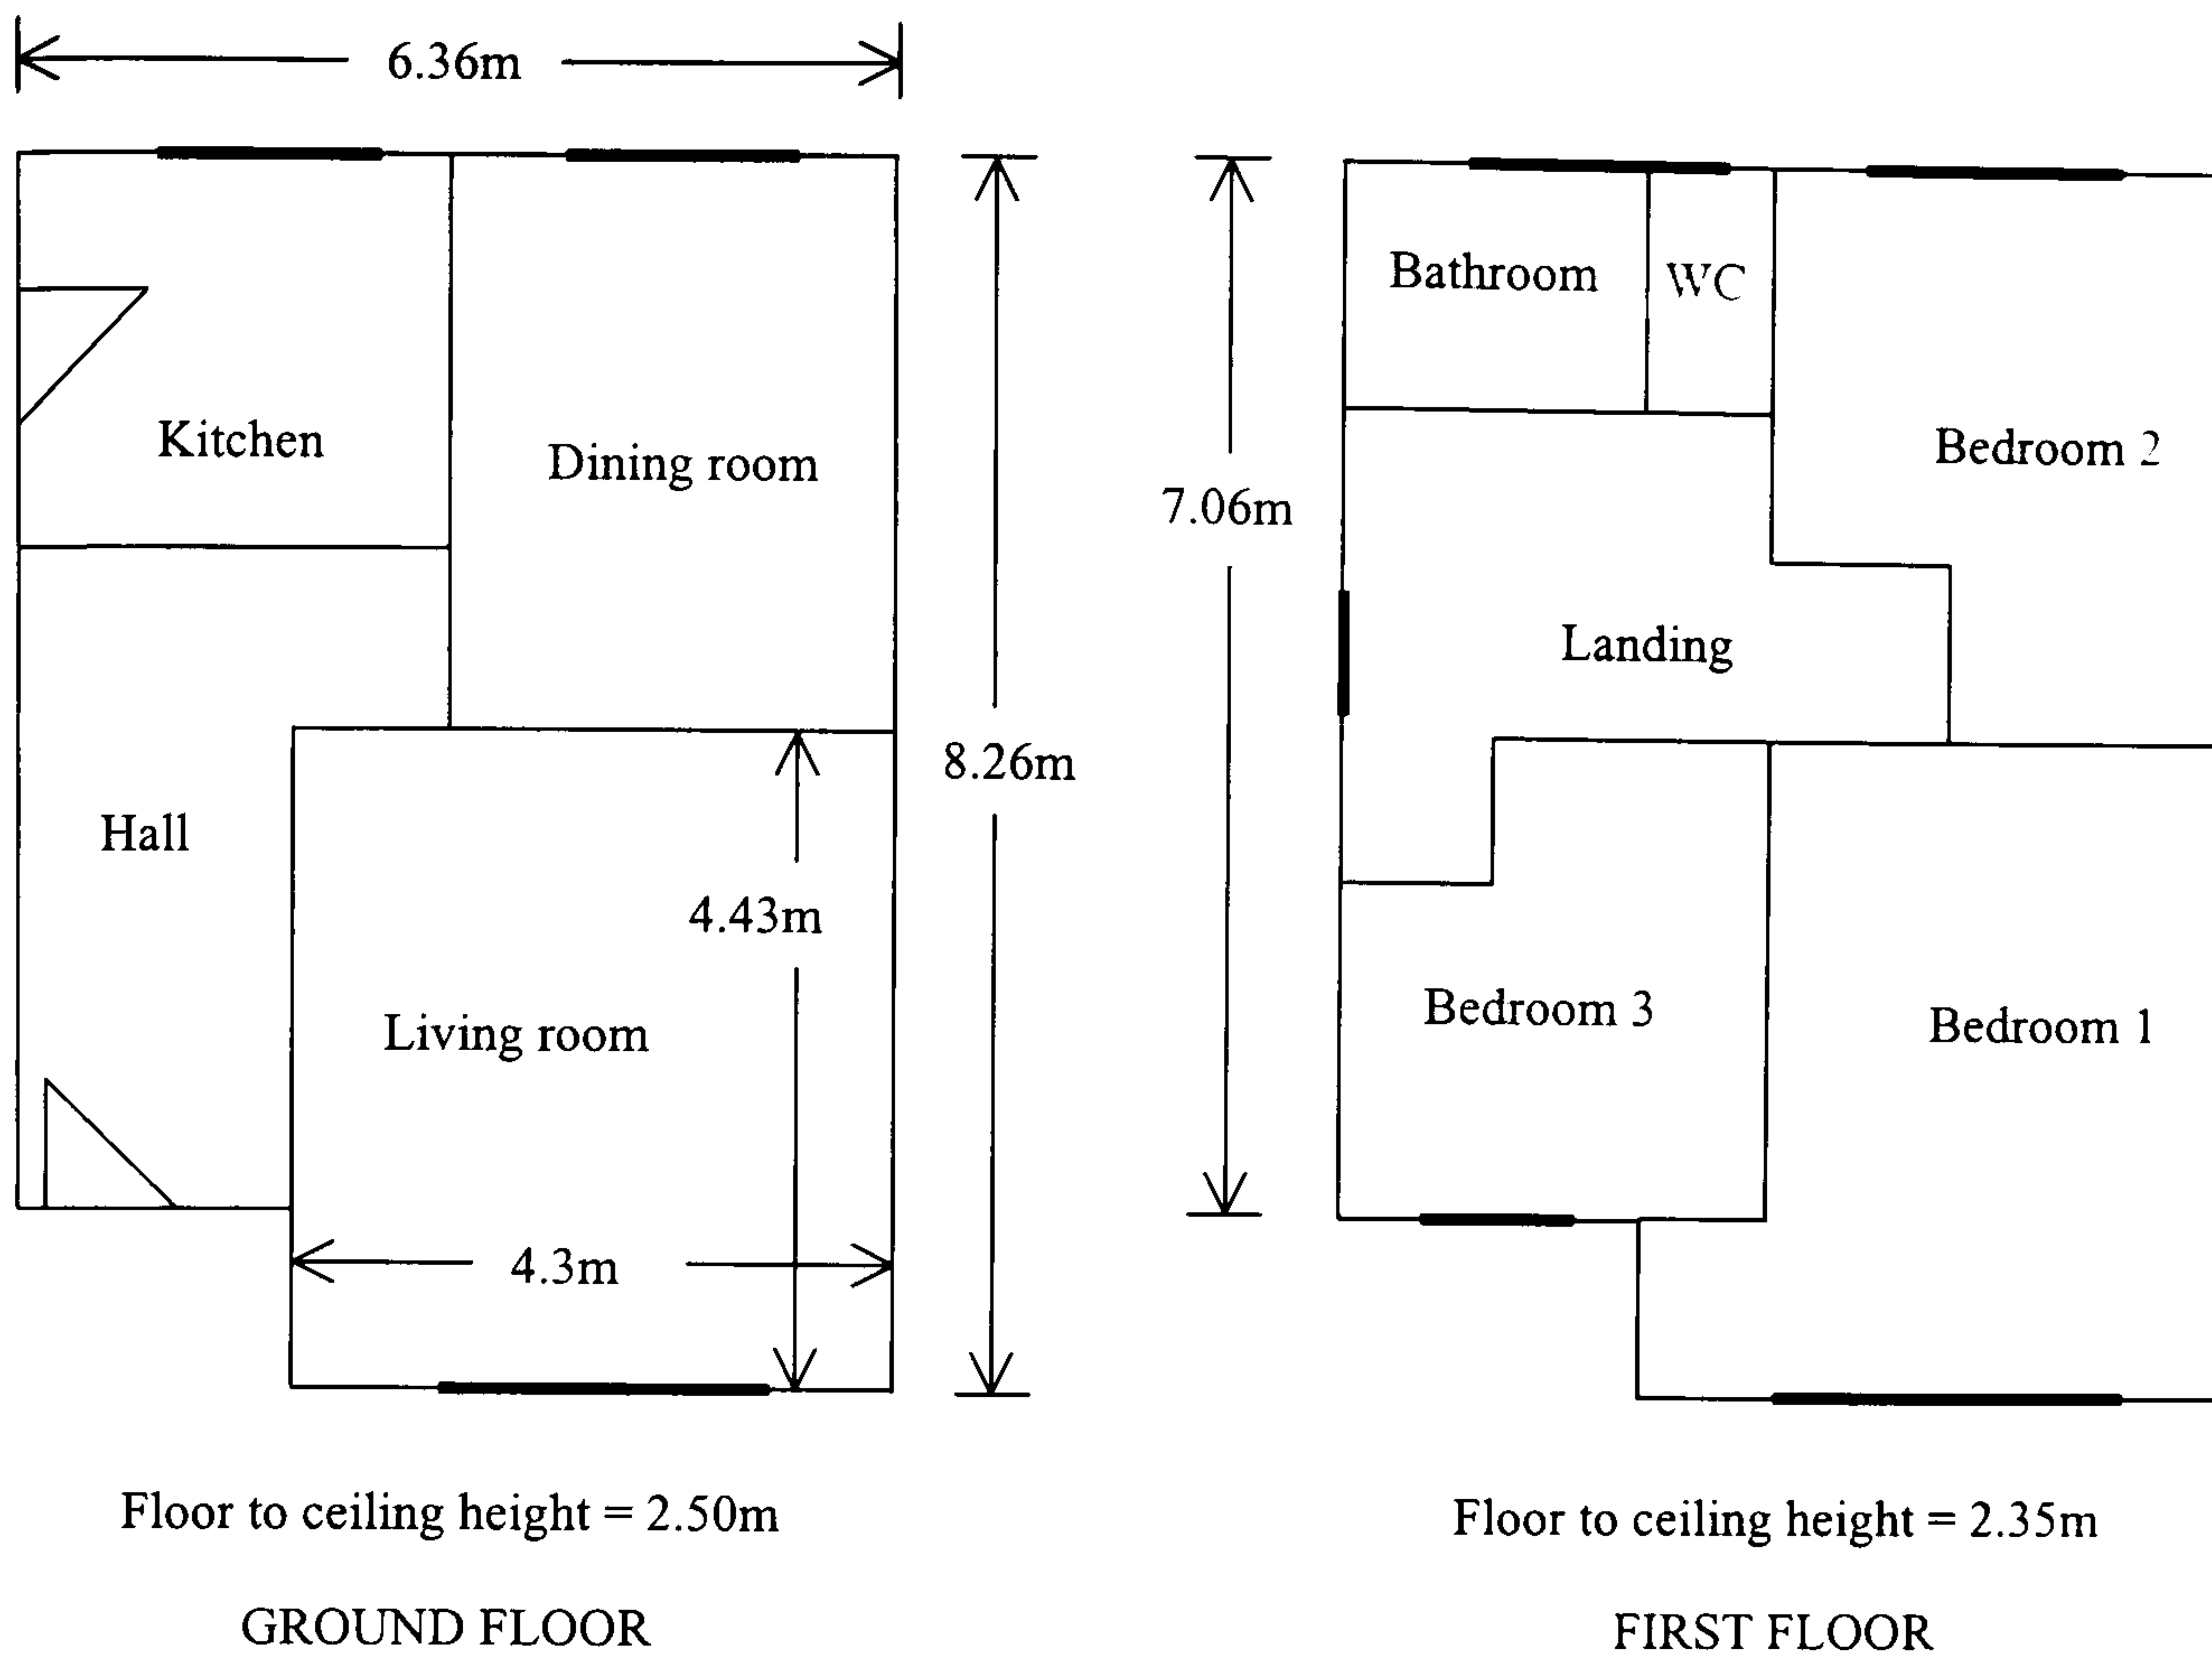 6.36m
Kitchen
Dining room
Hall
Living room
4.43m
4.3m
8.26m
Floor to ceiling height = 2.50m
GROUND FLOOR
7.06m
Bathroom
WC
Bedroom 2
Landing
Bedroom 3
Bedroom 1
Floor to ceiling height = 2.35m
FIRST FLOOR